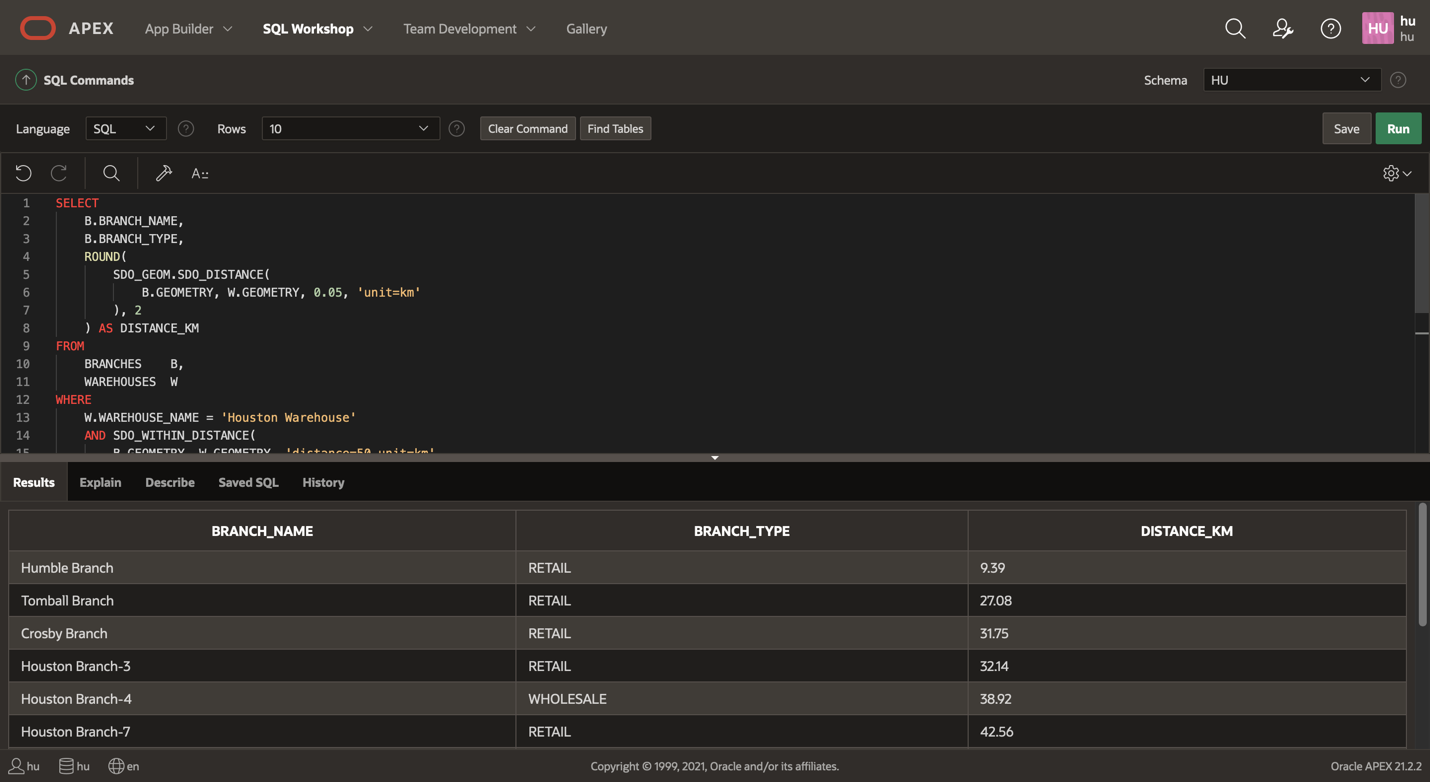 APEX App Builder SQL Workshop Team Development Gallery HU hu
hu
SQL Commands Schema HU
Language SQL Rows 10 Clear Command Find Tables Save Run
A::
1 SELECT
2 B.BRANCH_NAME,
3 B.BRANCH_TYPE,
4 ROUND(
5 SDO_GEOM.SDO_DISTANCE(
6 B.GEOMETRY, W.GEOMETRY, 0.05, 'unit=km'
7 ), 2
8 ) AS DISTANCE_KM
9 FROM
10 BRANCHES B,
11 WAREHOUSES W
12 WHERE
13 W.WAREHOUSE_NAME = 'Houston Warehouse'
14 AND SDO_WITHIN_DISTANCE(
15 B.GEOMETRY, W.GEOMETRY, 'distance=50 unit=km'
Results Explain Describe Saved SQL History
BRANCH_NAME BRANCH_TYPE DISTANCE_KM
Humble Branch RETAIL 9.39
Tomball Branch RETAIL 27.08
Crosby Branch RETAIL 31.75
Houston Branch-3 RETAIL 32.14
Houston Branch-4 WHOLESALE 38.92
Houston Branch-7 RETAIL 42.56
hu hu en Copyright © 1999, 2021, Oracle and/or its affiliates. Oracle APEX 21.2.2